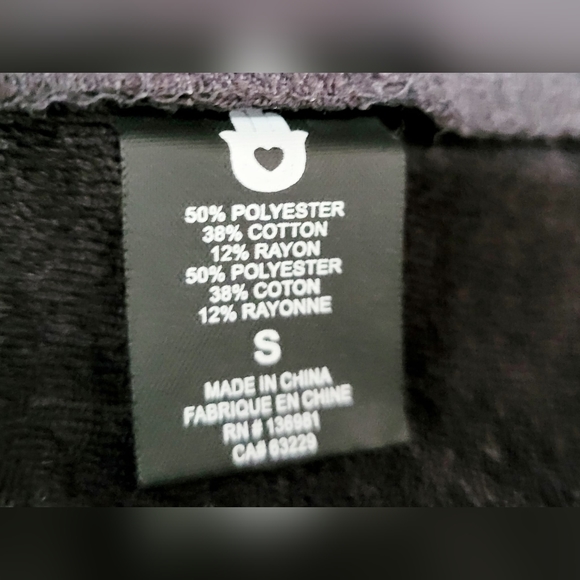 50% POLYESTER
38% COTTON
12% RAYON
50% POLYESTER
38% COTON
12% RAYONNE
S
MADE IN CHINA
FABRIQUE EN CHINE
RN # 136981
CA# 63229